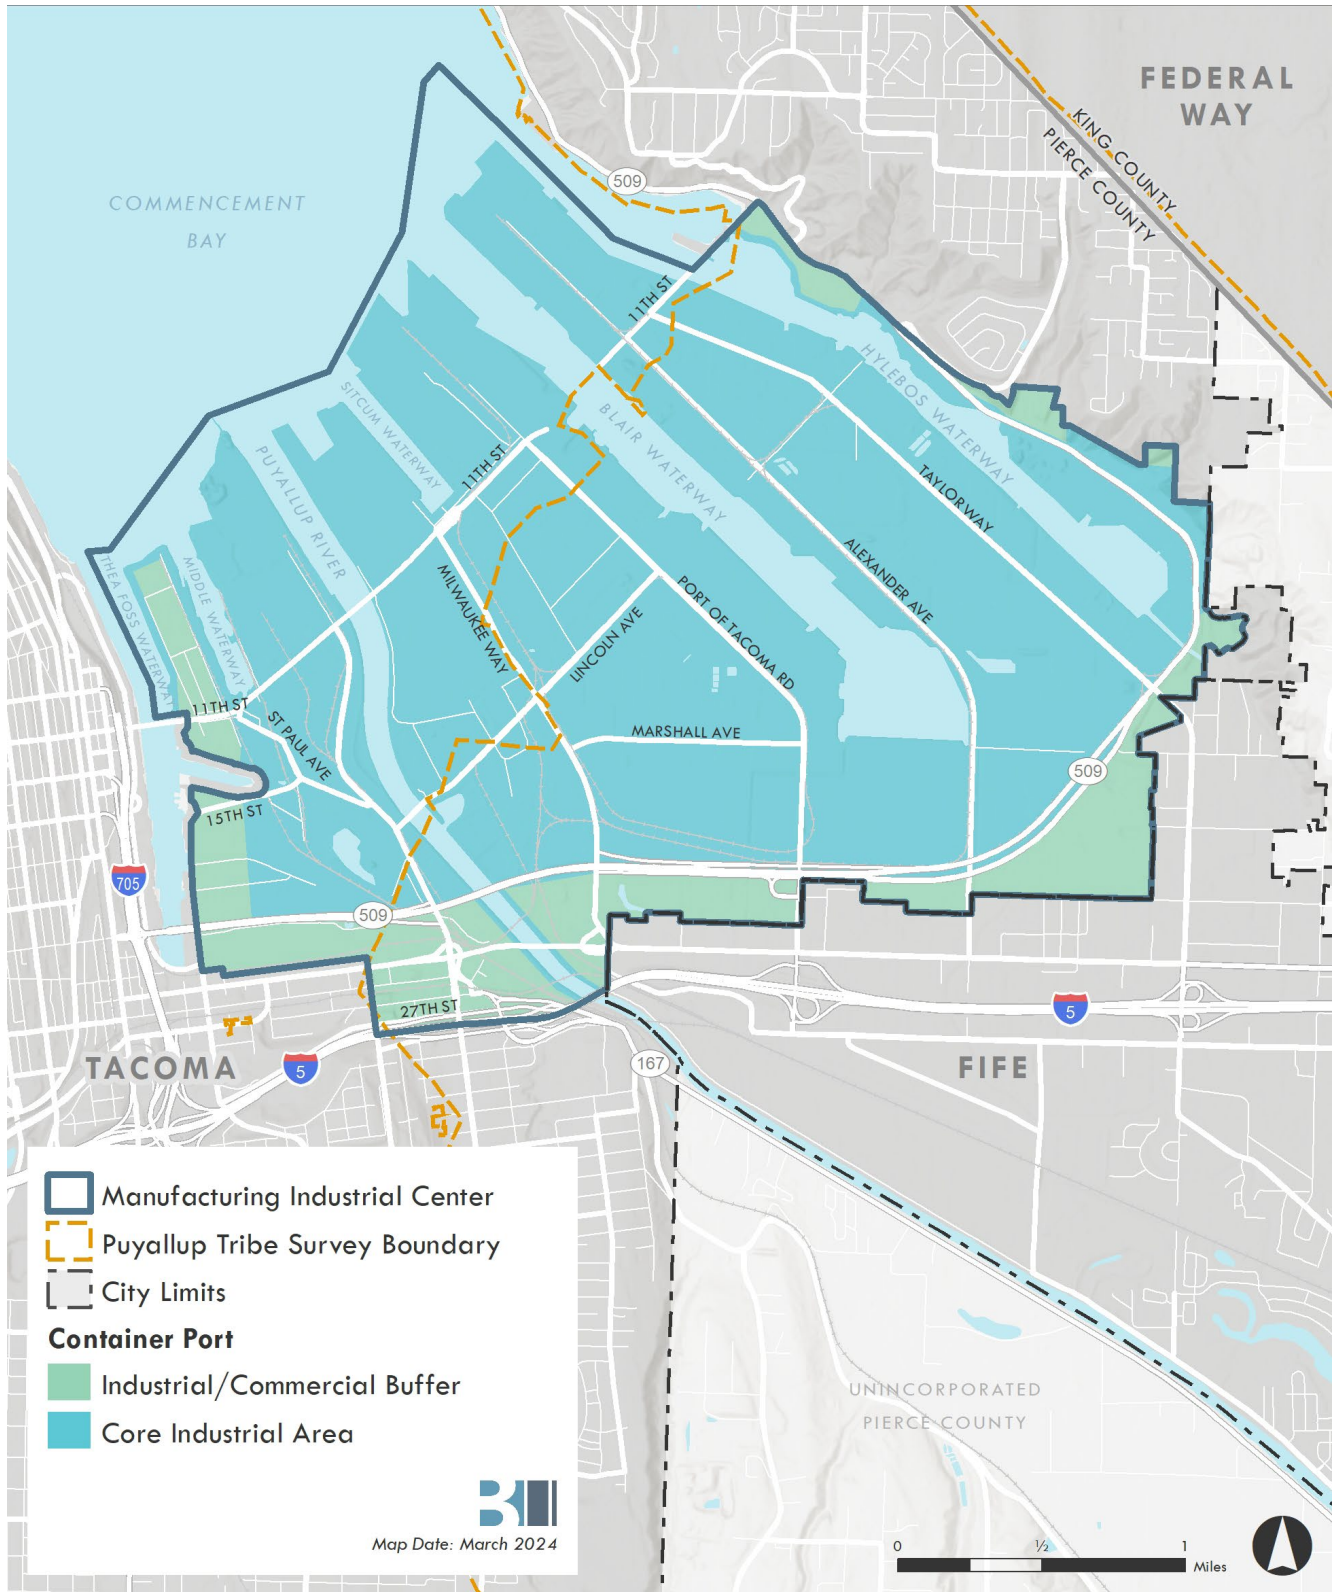 FEDERAL
WAY
KING COUNTY
PIERCE COUNTY
509
COMMENCEMENT
BAY
11TH ST
HYLEBOS WATERWAY
SITCUM WATERWAY
BLAIR WATERWAY
PUYALLUP RIVER
11TH ST
TAYLOR WAY
THEA FOSS WATERWAY
MIDDLE WATERWAY
MILWAUKEE WAY
ALEXANDER AVE
PORT OF TACOMA RD
LINCOLN AVE
11TH ST
ST PAUL AVE
MARSHALL AVE
509
15TH ST
705
509
27TH ST
5
TACOMA
5
167
FIFE
Manufacturing Industrial Center
Puyallup Tribe Survey Boundary
City Limits
Container Port
Industrial/Commercial Buffer
Core Industrial Area
UNINCORPORATED
PIERCE COUNTY
Map Date: March 2024
0 ½ 1
Miles